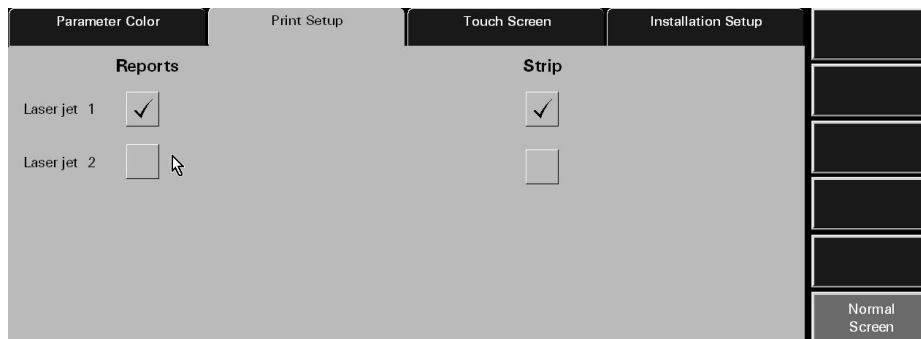 Parameter Color Print Setup Touch Screen Installation Setup
Reports Strip
Laser jet 1
Laser jet 2
Normal
Screen